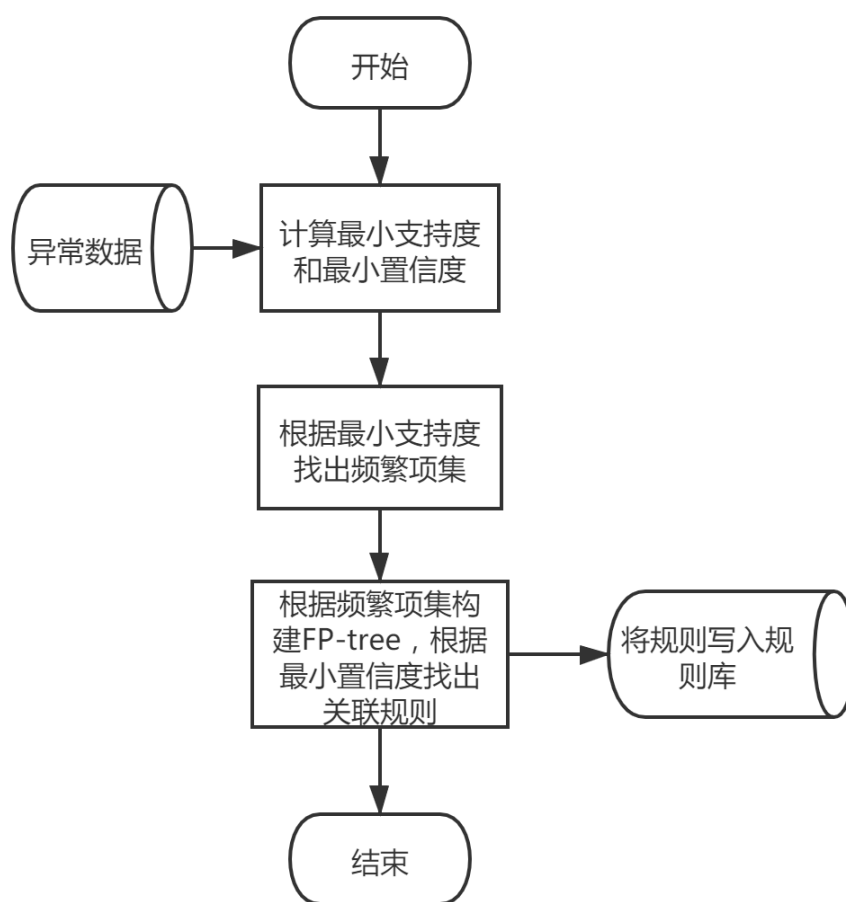 开始
异常数据
计算最小支持度
和最小置信度
根据最小支持度
找出频繁项集
根据频繁项集构
建FP-tree，根据
最小置信度找出
关联规则
将规则写入规
则库
结束